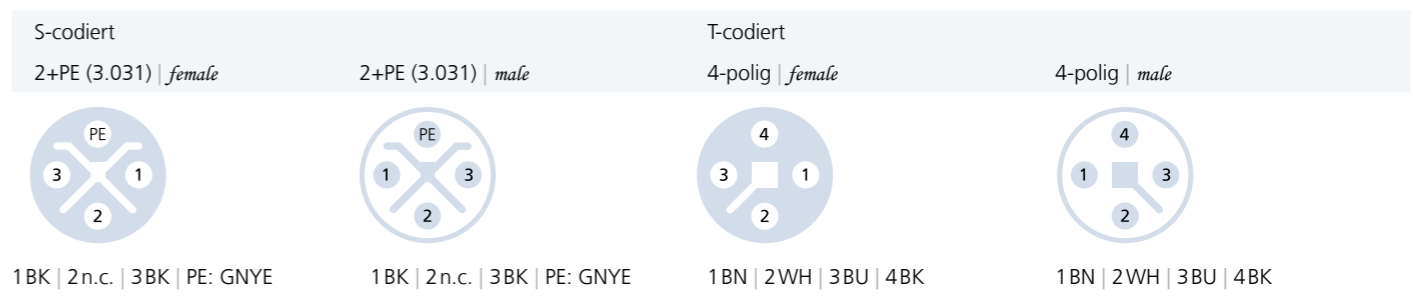 S-codiert T-codiert
2+PE (3.031) | female 2+PE (3.031) | male 4-polig | female 4-polig | male
PE PE 4 4
3 1 1 3 3 1 1 3
2 2 2 2
1 BK | 2 n.c. | 3 BK | PE: GNYE 1 BK | 2 n.c. | 3 BK | PE: GNYE 1 BN | 2 WH | 3 BU | 4 BK 1 BN | 2 WH | 3 BU | 4 BK